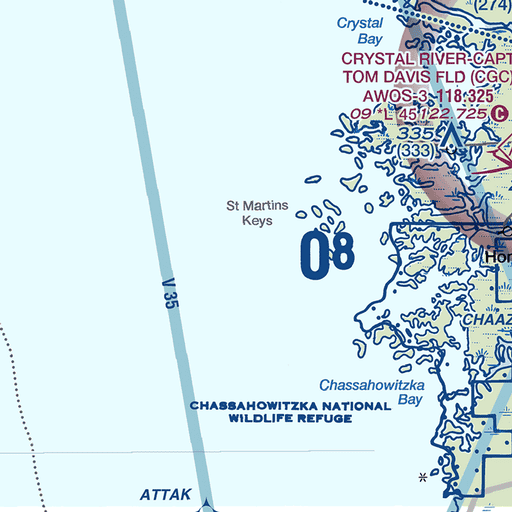 (274)
Crystal
Bay
CRYSTAL RIVER-CAPT
TOM DAVIS FLD (CGC)
AWOS-3 118.325
09 *L 45 122.725 C
335
(333)
St Martins
Keys
08
Hon
V 35
CHAAZ
Chassahowitzka
Bay
CHASSAHOWITZKA NATIONAL
WILDLIFE REFUGE
ATTAK